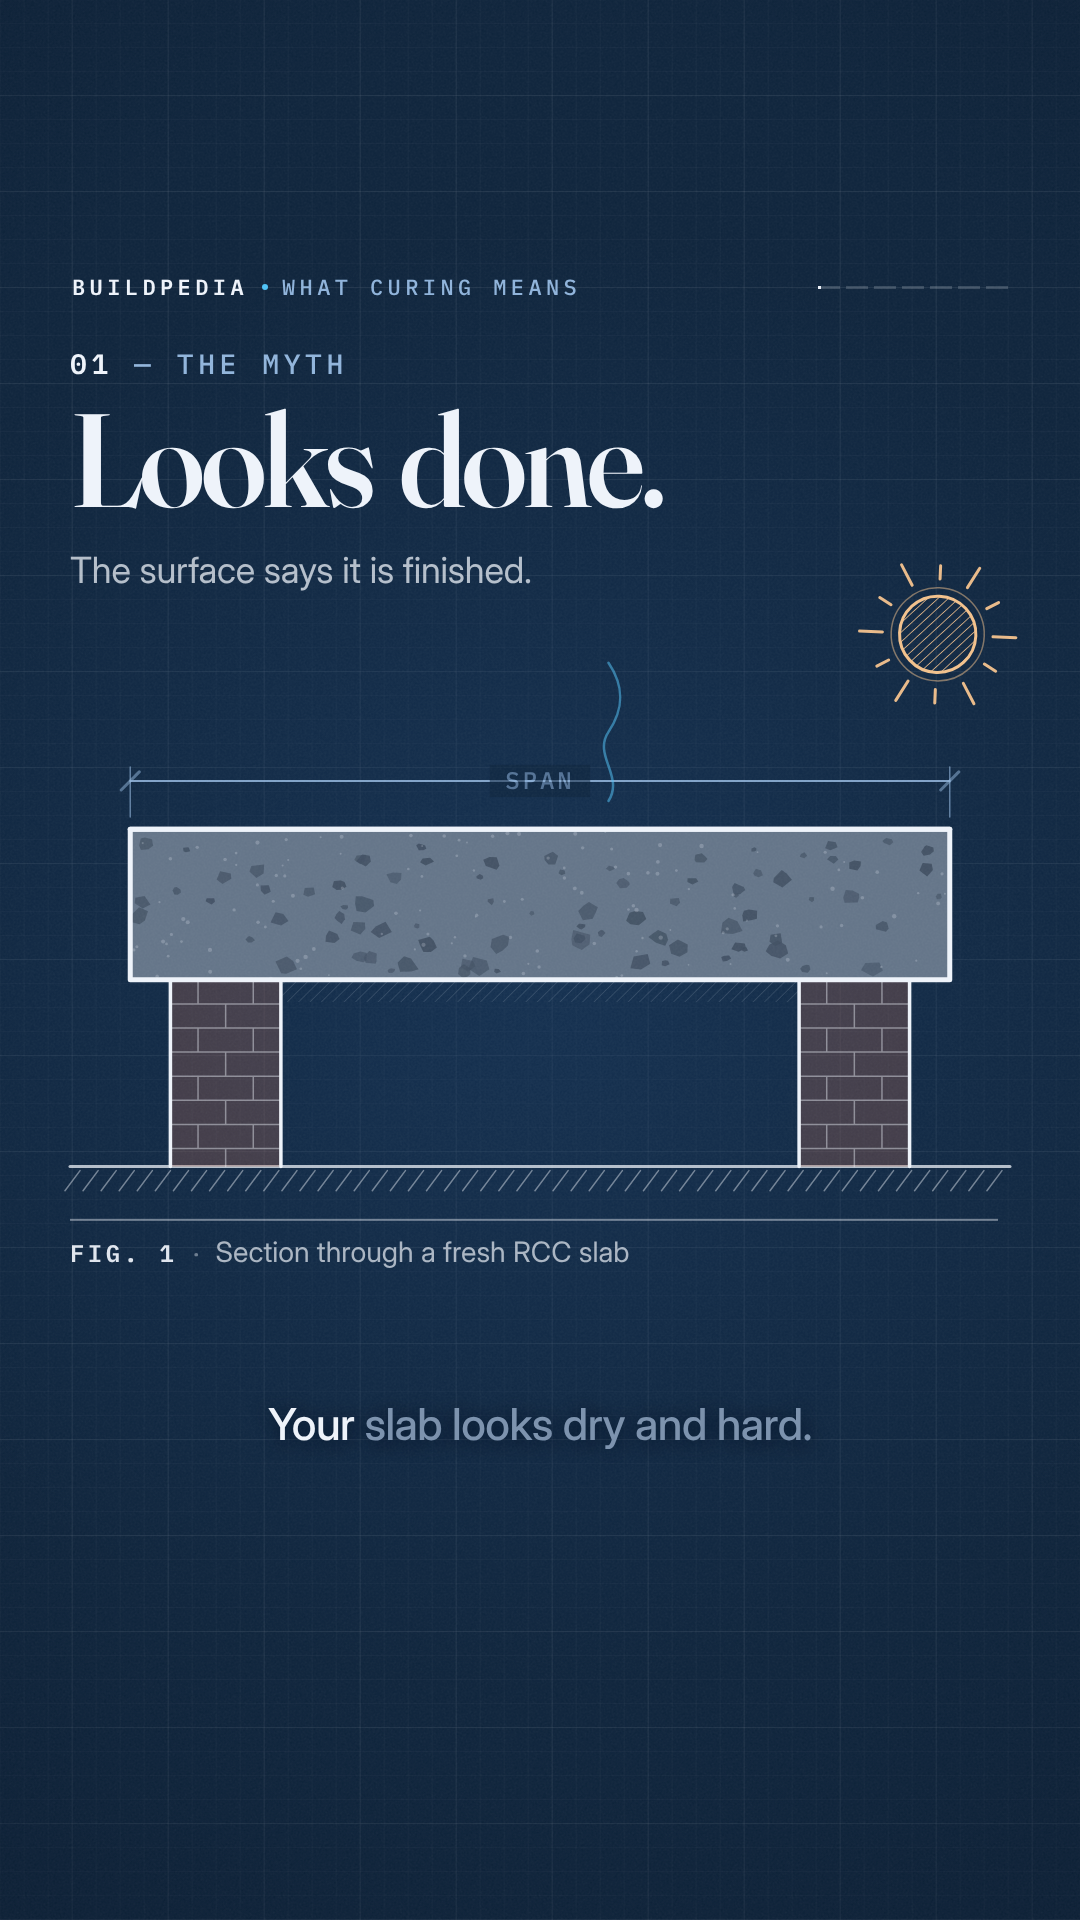 BUILDPEDIA • WHAT CURING MEANS
01 — THE MYTH
Looks done.
The surface says it is finished.
SPAN
FIG. 1 · Section through a fresh RCC slab
Your slab looks dry and hard.